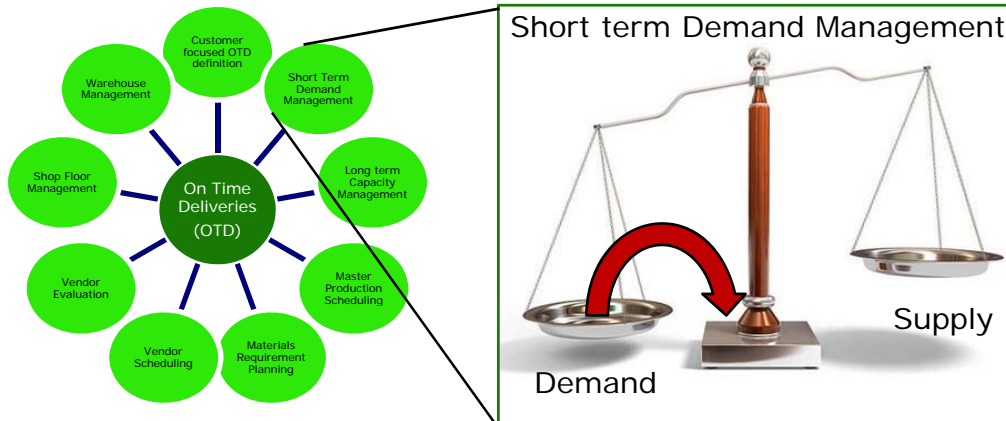 Customer
focused OTD
definition
Short Term
Demand
Management
Long term
Capacity
Management
Master
Production
Scheduling
Materials
Requirement
Planning
Vendor
Scheduling
Vendor
Evaluation
Shop Floor
Management
Warehouse
Management
On Time
Deliveries
(OTD)
Short term Demand Management
Demand
Supply